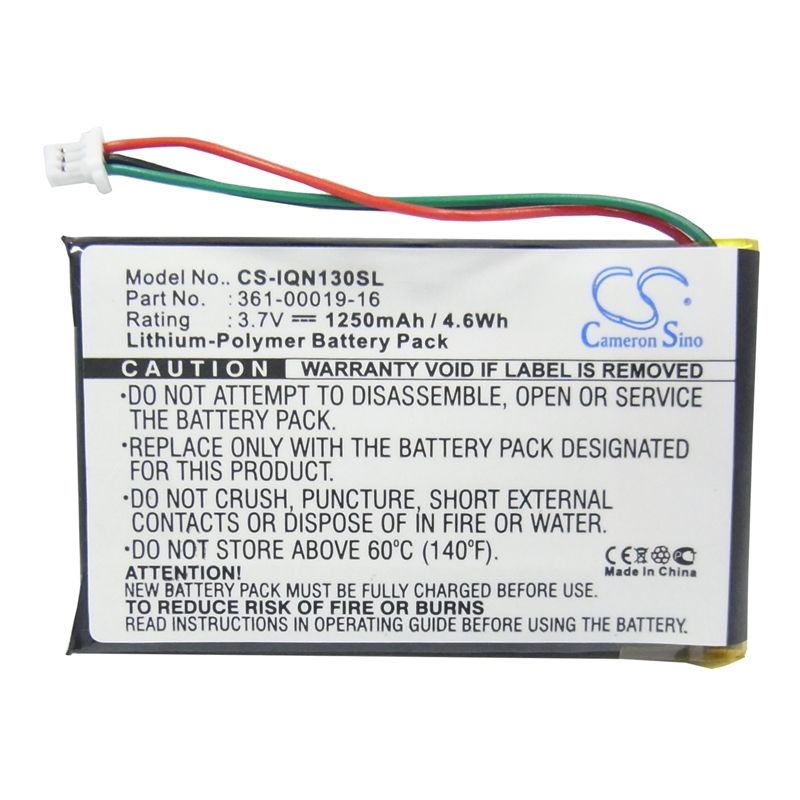 Model No.: CS-IQN130SL
Part No. : 361-00019-16
Rating : 3.7V 1250mAh / 4.6Wh
Lithium-Polymer Battery Pack
CS
Cameron Sino
CAUTION WARRANTY VOID IF LABEL IS REMOVED
•DO NOT ATTEMPT TO DISASSEMBLE, OPEN OR SERVICE
THE BATTERY PACK.
•REPLACE ONLY WITH THE BATTERY PACK DESIGNATED
FOR THIS PRODUCT.
•DO NOT CRUSH, PUNCTURE, SHORT EXTERNAL
CONTACTS OR DISPOSE OF IN FIRE OR WATER.
•DO NOT STORE ABOVE 60°C (140°F).
CE PC
Made In China
ATTENTION!
NEW BATTERY PACK MUST BE FULLY CHARGED BEFORE USE.
TO REDUCE RISK OF FIRE OR BURNS
INSTRUCTIONS IN OPERATING GUIDE BEFORE USING THE BATTERY.